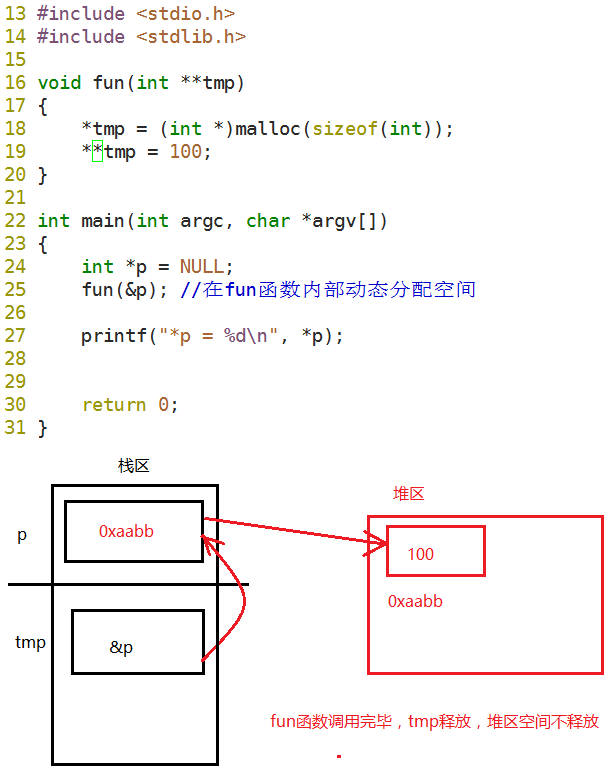 13 #include <stdio.h>
14 #include <stdlib.h>
15
16 void fun(int **tmp)
17 {
18     *tmp = (int *)malloc(sizeof(int));
19     **tmp = 100;
20 }
21
22 int main(int argc, char *argv[])
23 {
24     int *p = NULL;
25     fun(&p); //在fun函数内部动态分配空间
26
27     printf("*p = %d\n", *p);
28
29
30     return 0;
31 }
栈区
堆区
p
0xaabb
100
0xaabb
tmp
&p
fun函数调用完毕，tmp释放，堆区空间不释放